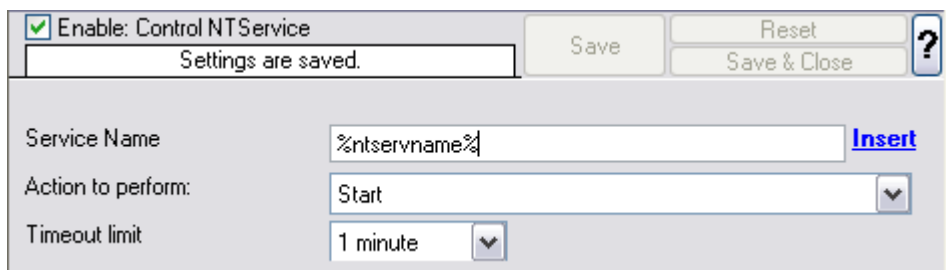 Enable: Control NTService
Settings are saved.
Save
Reset
Save & Close
?
Service Name %ntservname% Insert
Action to perform: Start
Timeout limit 1 minute